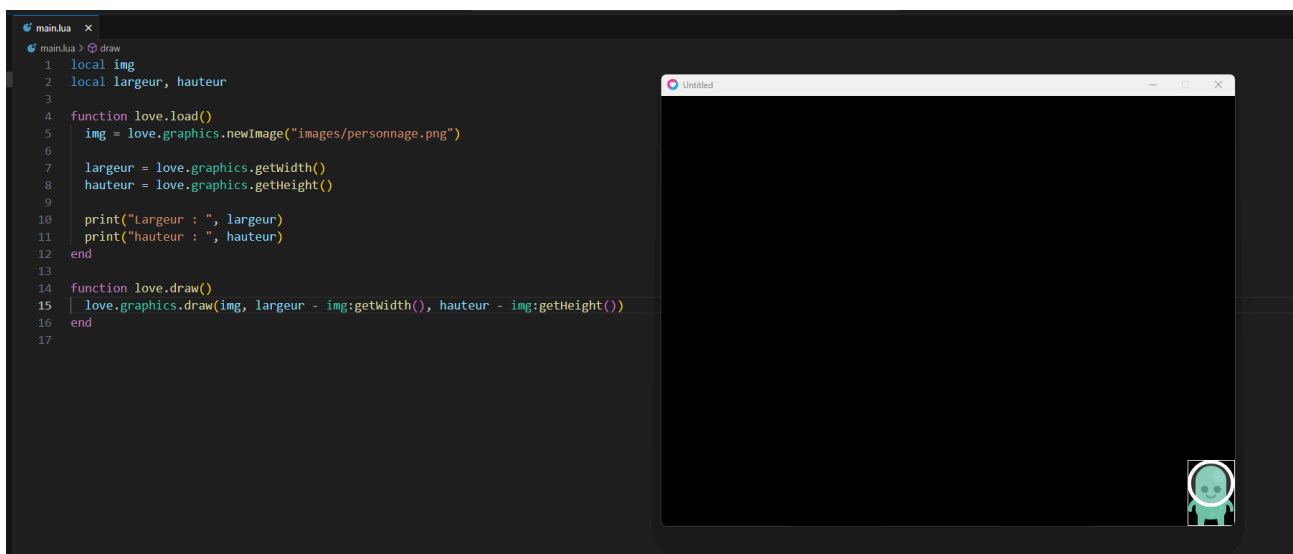 main.lua
main.lua > draw
1 local img
2 local largeur, hauteur
3
4 function love.load()
5 img = love.graphics.newImage("images/personnage.png")
6
7 largeur = love.graphics.getWidth()
8 hauteur = love.graphics.getHeight()
9
10 print("Largeur : ", largeur)
11 print("hauteur : ", hauteur)
12 end
13
14 function love.draw()
15 love.graphics.draw(img, largeur - img:getWidth(), hauteur - img:getHeight())
16 end
17
Untitled